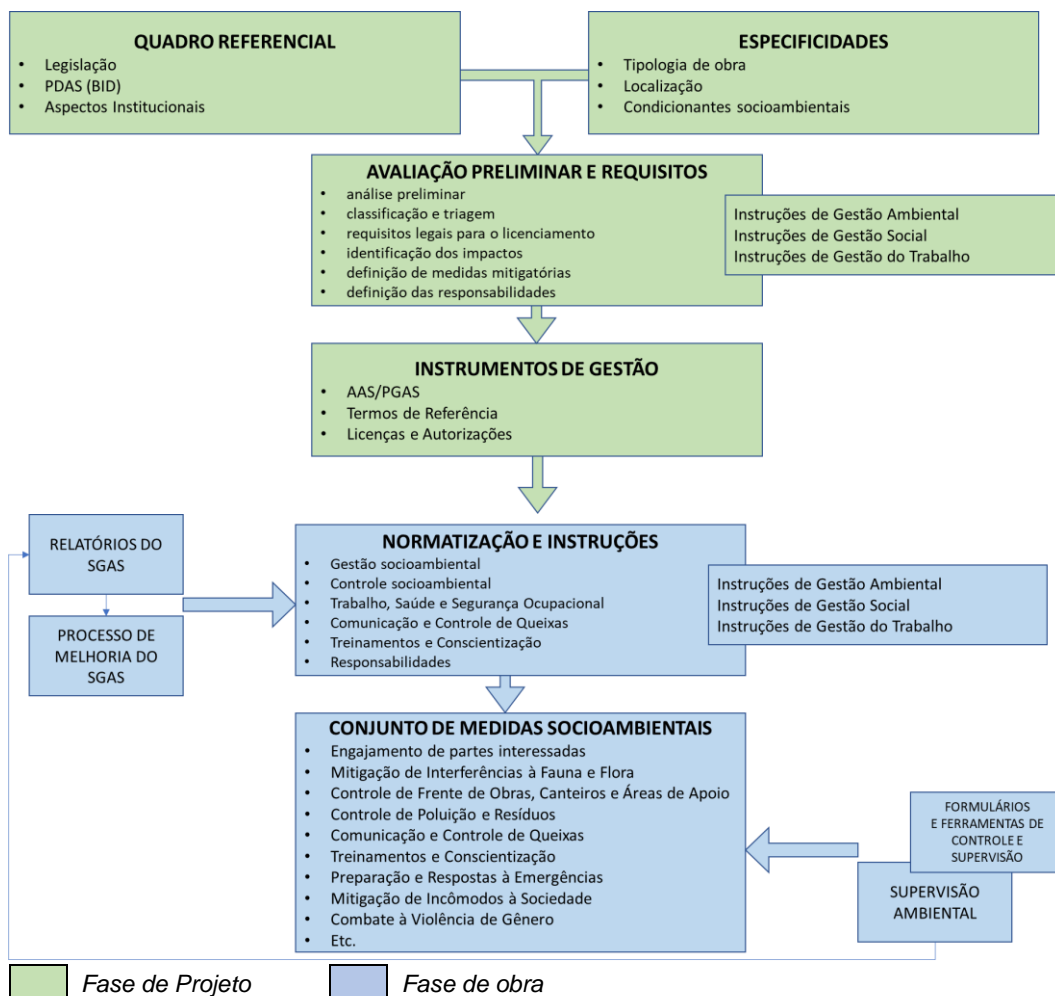 QUADRO REFERENCIAL
• Legislação
• PDAS (BID)
• Aspectos Institucionais
ESPECIFICIDADES
• Tipologia de obra
• Localização
• Condicionantes socioambientais
AVALIAÇÃO PRELIMINAR E REQUISITOS
• análise preliminar
• classificação e triagem
• requisitos legais para o licenciamento
• identificação dos impactos
• definição de medidas mitigatórias
• definição das responsabilidades
Instruções de Gestão Ambiental
Instruções de Gestão Social
Instruções de Gestão do Trabalho
INSTRUMENTOS DE GESTÃO
• AAS/PGAS
• Termos de Referência
• Licenças e Autorizações
RELATÓRIOS DO
SGAS
PROCESSO DE
MELHORIA DO
SGAS
NORMATIZAÇÃO E INSTRUÇÕES
• Gestão socioambiental
• Controle socioambiental
• Trabalho, Saúde e Segurança Ocupacional
• Comunicação e Controle de Queixas
• Treinamentos e Conscientização
• Responsabilidades
Instruções de Gestão Ambiental
Instruções de Gestão Social
Instruções de Gestão do Trabalho
CONJUNTO DE MEDIDAS SOCIOAMBIENTAIS
• Engajamento de partes interessadas
• Mitigação de Interferências à Fauna e Flora
• Controle de Frente de Obras, Canteiros e Áreas de Apoio
• Controle de Poluição e Resíduos
• Comunicação e Controle de Queixas
• Treinamentos e Conscientização
• Preparação e Respostas à Emergências
• Mitigação de Incômodos à Sociedade
• Combate à Violência de Gênero
• Etc.
FORMULÁRIOS
E FERRAMENTAS DE
CONTROLE E
SUPERVISÃO
SUPERVISÃO
AMBIENTAL
Fase de Projeto
Fase de obra